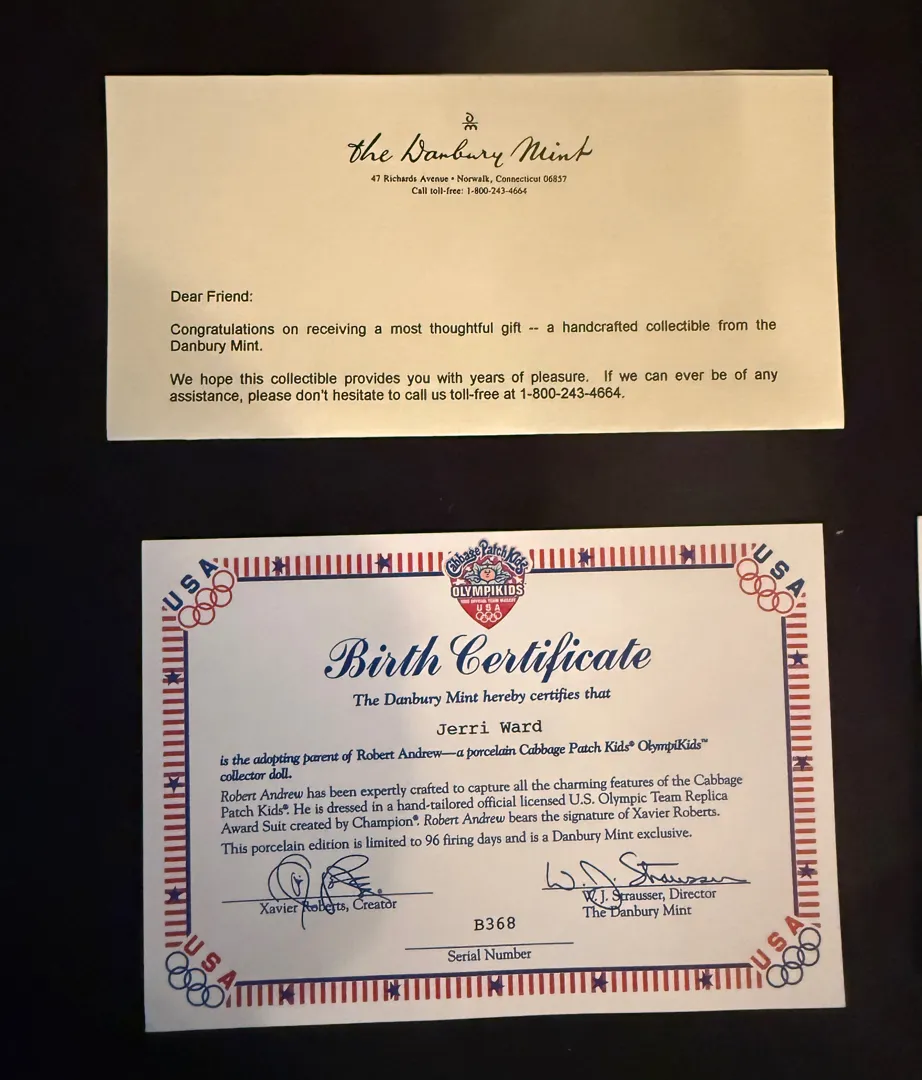 the Danbury Mint
47 Richards Avenue • Norwalk, Connecticut 06857
Call toll-free: 1-800-243-4664
Dear Friend:
Congratulations on receiving a most thoughtful gift -- a handcrafted collectible from the
Danbury Mint.
We hope this collectible provides you with years of pleasure. If we can ever be of any
assistance, please don't hesitate to call us toll-free at 1-800-243-4664.
USA
Cabbage Patch Kids
OLYMPIKIDS
USA
USA
Birth Certificate
The Danbury Mint hereby certifies that
Jerri Ward
is the adopting parent of Robert Andrew—a porcelain Cabbage Patch Kids® OlympiKids™
collector doll.
Robert Andrew has been expertly crafted to capture all the charming features of the Cabbage
Patch Kids®. He is dressed in a hand-tailored official licensed U.S. Olympic Team Replica
Award Suit created by Champion®. Robert Andrew bears the signature of Xavier Roberts.
This porcelain edition is limited to 96 firing days and is a Danbury Mint exclusive.
W. J. Strausser
Xavier Roberts, Creator
W.J. Strausser, Director
The Danbury Mint
B368
Serial Number
USA
USA